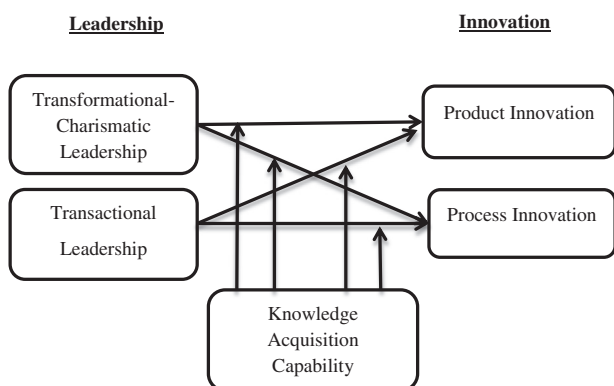 Leadership
Innovation
Transformational-
Charismatic
Leadership
Product Innovation
Transactional
Leadership
Process Innovation
Knowledge
Acquisition
Capability